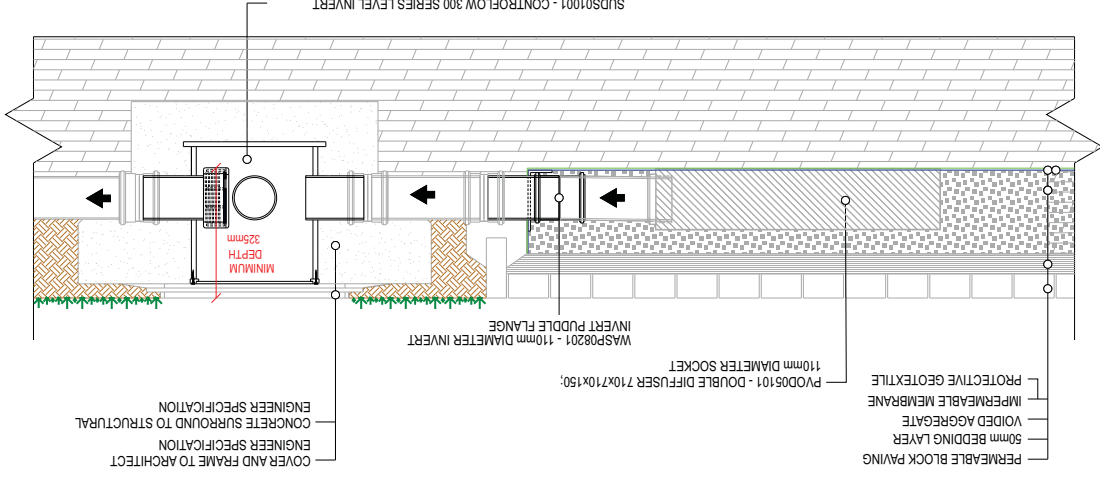 PERMEABLE BLOCK PAVING
50mm BEDDING LAYER
VOIDED AGGREGATE
IMPERMEABLE MEMBRANE
PROTECTIVE GEOTEXTILE
COVER AND FRAME TO ARCHITECT
ENGINEER SPECIFICATION
CONCRETE SURROUND TO STRUCTURAL
ENGINEER SPECIFICATION
PVOD05101 - DOUBLE DIFFUSER 710x710x150;
110mm DIAMETER SOCKET
WASP08201 - 110mm DIAMETER INVERT
INVERT PUDDLE FLANGE
MINIMUM
DEPTH
325mm
SUDS01001 - CONTROFLOW 300 SERIES LEVEL INVERT